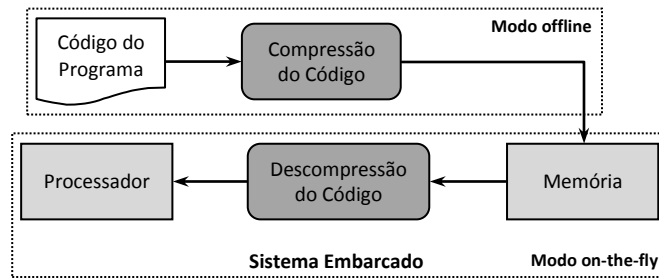 Modo offline
Código do
Programa
Compressão
do Código
Processador
Descompressão
do Código
Memória
Sistema Embarcado
Modo on-the-fly